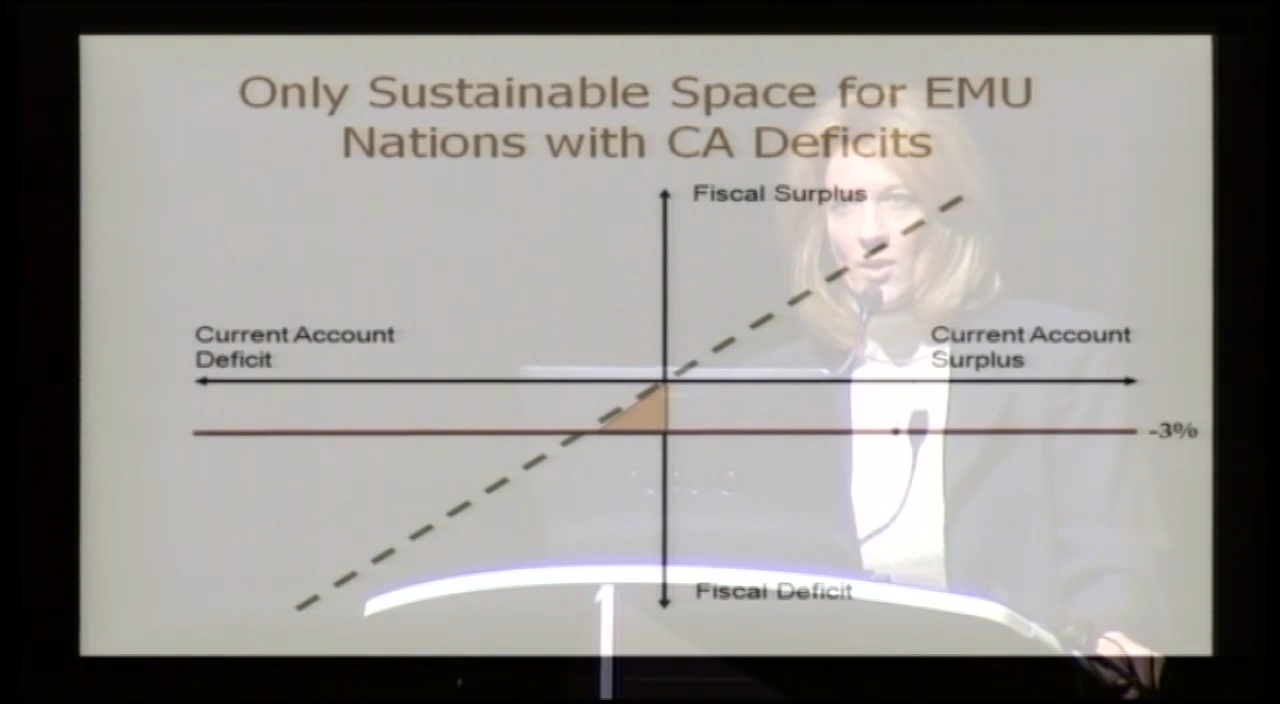 Only Sustainable Space for EMU
Nations with CA Deficits
Fiscal Surplus
Current Account
Deficit
Current Account
Surplus
-3%
Fiscal Deficit